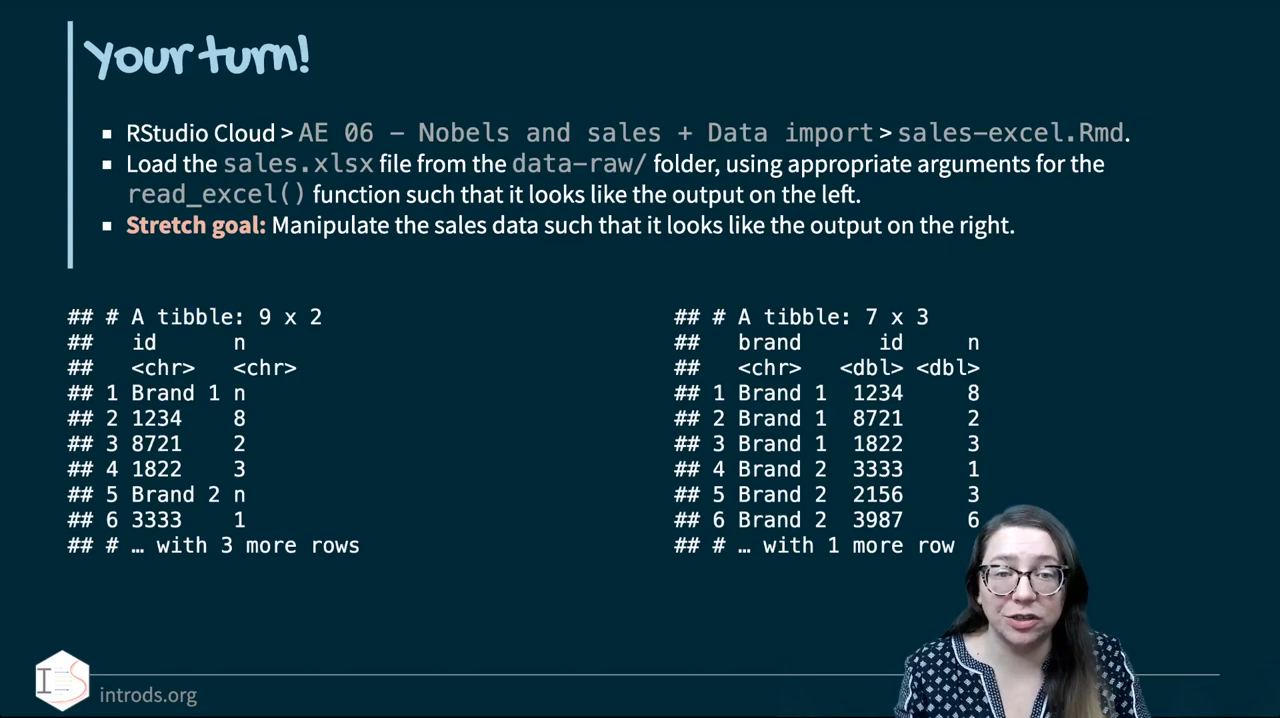 your turn!
▪ RStudio Cloud > AE 06 - Nobels and sales + Data import > sales-excel.Rmd.
▪ Load the sales.xlsx file from the data-raw/ folder, using appropriate arguments for the
read_excel() function such that it looks like the output on the left.
▪ Stretch goal: Manipulate the sales data such that it looks like the output on the right.
## # A tibble: 9 x 2
##   id      n
##   <chr>   <chr>
## 1 Brand 1 n
## 2 1234    8
## 3 8721    2
## 4 1822    3
## 5 Brand 2 n
## 6 3333    1
## # … with 3 more rows
## # A tibble: 7 x 3
##   brand      id     n
##   <chr>   <dbl> <dbl>
## 1 Brand 1  1234     8
## 2 Brand 1  8721     2
## 3 Brand 1  1822     3
## 4 Brand 2  3333     1
## 5 Brand 2  2156     3
## 6 Brand 2  3987     6
## # … with 1 more row
IDS
introds.org